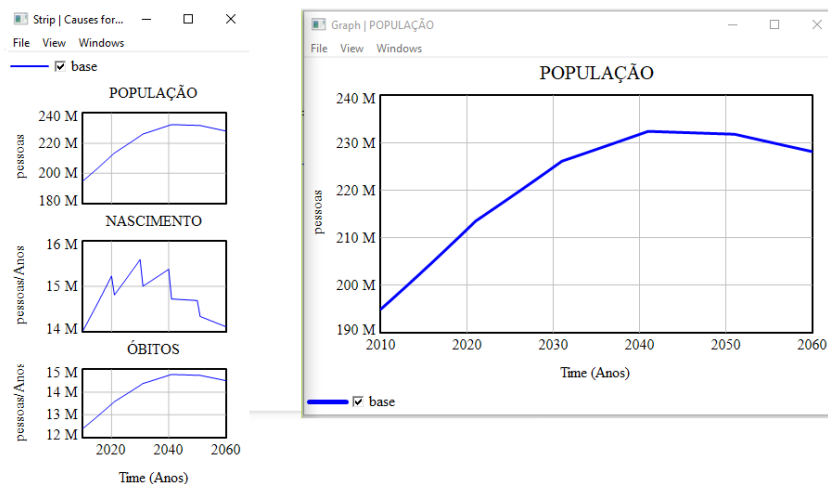 Strip | Causes for...
File View Windows
base
POPULAÇÃO
240 M
220 M
200 M
180 M
pessoas
NASCIMENTO
16 M
15 M
14 M
pessoas/Anos
ÓBITOS
15 M
14 M
13 M
12 M
pessoas/Anos
2020 2040 2060
Time (Anos)
Graph | POPULAÇÃO
File View Windows
POPULAÇÃO
240 M
230 M
220 M
210 M
200 M
190 M
pessoas
2010 2020 2030 2040 2050 2060
Time (Anos)
base